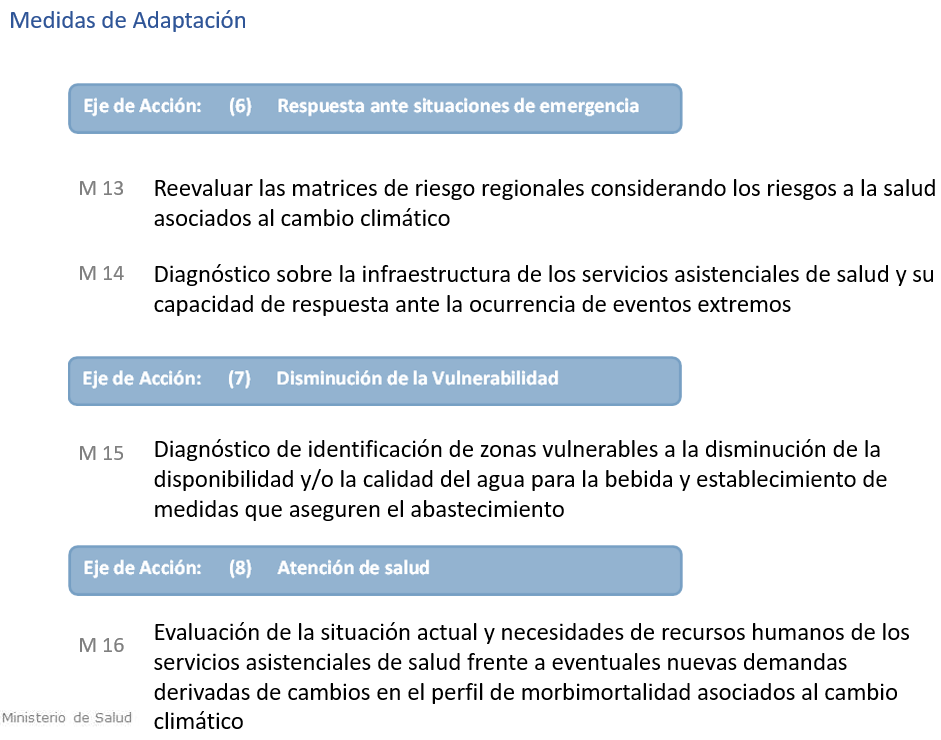 Medidas de Adaptación
Eje de Acción: (6) Respuesta ante situaciones de emergencia
M 13 Reevaluar las matrices de riesgo regionales considerando los riesgos a la salud
asociados al cambio climático
M 14 Diagnóstico sobre la infraestructura de los servicios asistenciales de salud y su
capacidad de respuesta ante la ocurrencia de eventos extremos
Eje de Acción: (7) Disminución de la Vulnerabilidad
M 15 Diagnóstico de identificación de zonas vulnerables a la disminución de la
disponibilidad y/o la calidad del agua para la bebida y establecimiento de
medidas que aseguren el abastecimiento
Eje de Acción: (8) Atención de salud
M 16 Evaluación de la situación actual y necesidades de recursos humanos de los
servicios asistenciales de salud frente a eventuales nuevas demandas
derivadas de cambios en el perfil de morbimortalidad asociados al cambio
climático
Ministerio de Salud